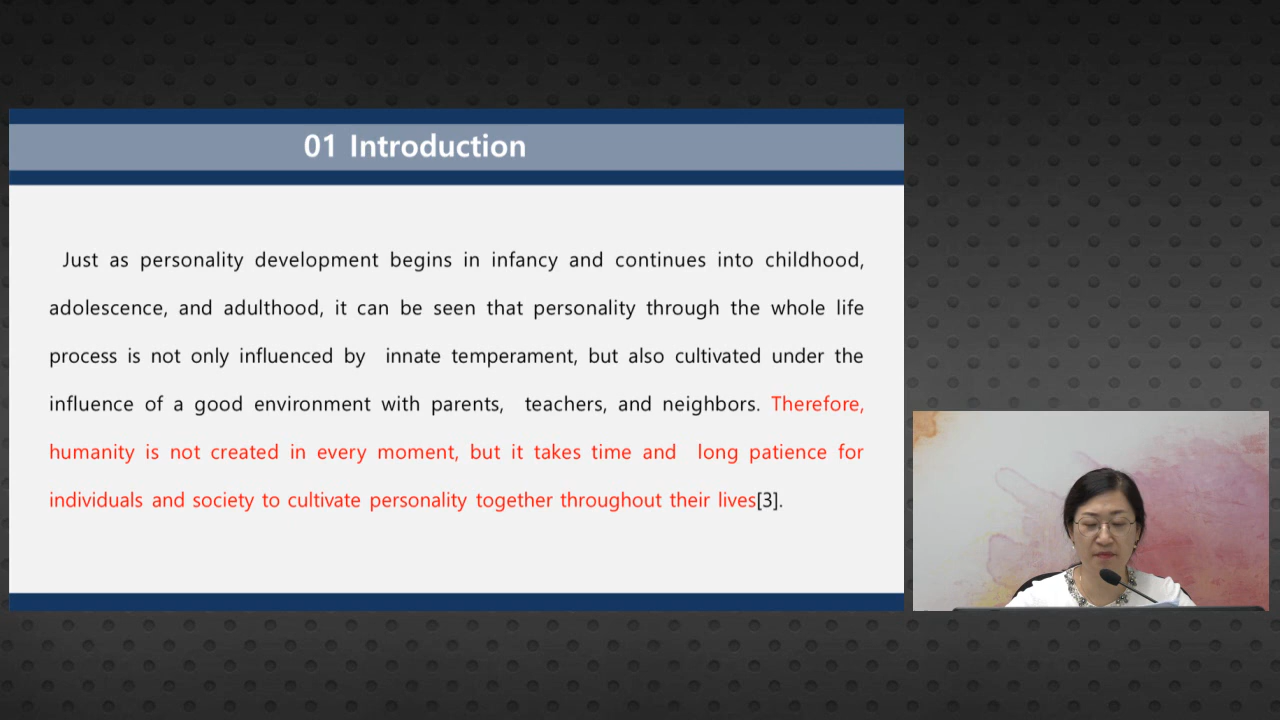 01 Introduction
Just as personality development begins in infancy and continues into childhood,
adolescence, and adulthood, it can be seen that personality through the whole life
process is not only influenced by innate temperament, but also cultivated under the
influence of a good environment with parents, teachers, and neighbors. Therefore,
humanity is not created in every moment, but it takes time and long patience for
individuals and society to cultivate personality together throughout their lives[3].